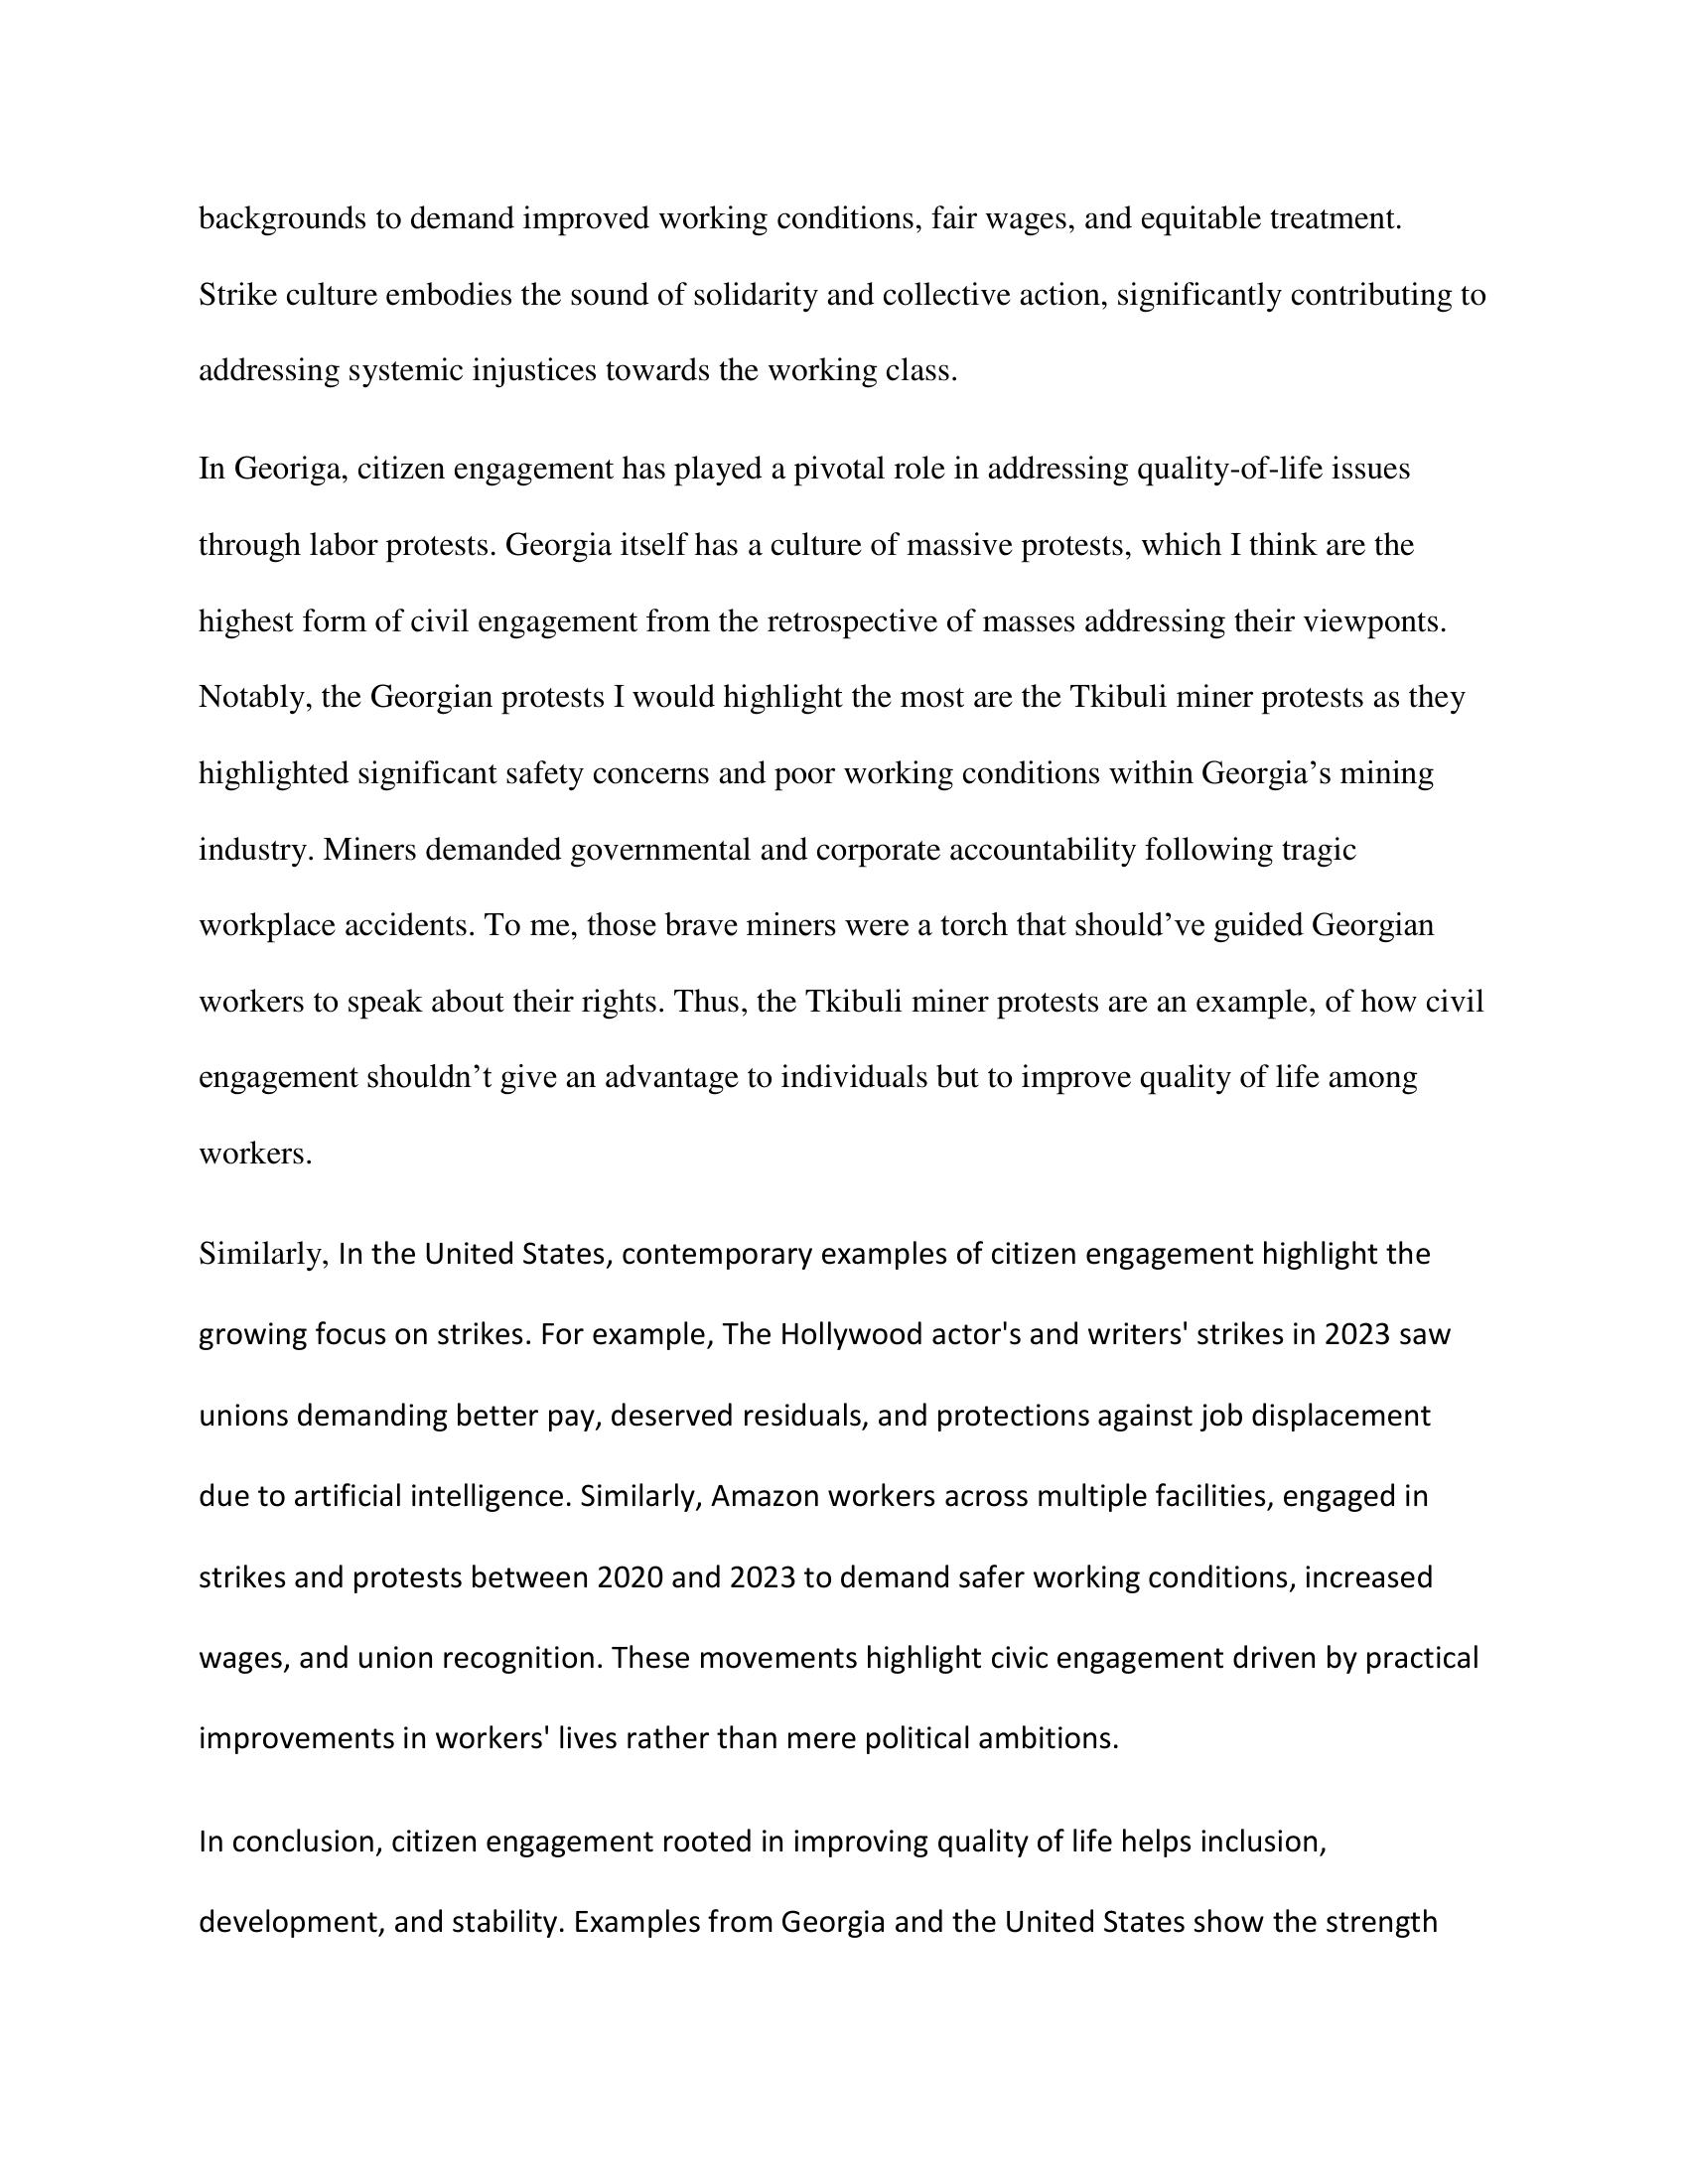 backgrounds to demand improved working conditions, fair wages, and equitable treatment.
Strike culture embodies the sound of solidarity and collective action, significantly contributing to
addressing systemic injustices towards the working class.
In Georiga, citizen engagement has played a pivotal role in addressing quality-of-life issues
through labor protests. Georgia itself has a culture of massive protests, which I think are the
highest form of civil engagement from the retrospective of masses addressing their viewponts.
Notably, the Georgian protests I would highlight the most are the Tkibuli miner protests as they
highlighted significant safety concerns and poor working conditions within Georgia’s mining
industry. Miners demanded governmental and corporate accountability following tragic
workplace accidents. To me, those brave miners were a torch that should’ve guided Georgian
workers to speak about their rights. Thus, the Tkibuli miner protests are an example, of how civil
engagement shouldn’t give an advantage to individuals but to improve quality of life among
workers.
Similarly, In the United States, contemporary examples of citizen engagement highlight the
growing focus on strikes. For example, The Hollywood actor's and writers' strikes in 2023 saw
unions demanding better pay, deserved residuals, and protections against job displacement
due to artificial intelligence. Similarly, Amazon workers across multiple facilities, engaged in
strikes and protests between 2020 and 2023 to demand safer working conditions, increased
wages, and union recognition. These movements highlight civic engagement driven by practical
improvements in workers' lives rather than mere political ambitions.
In conclusion, citizen engagement rooted in improving quality of life helps inclusion,
development, and stability. Examples from Georgia and the United States show the strength